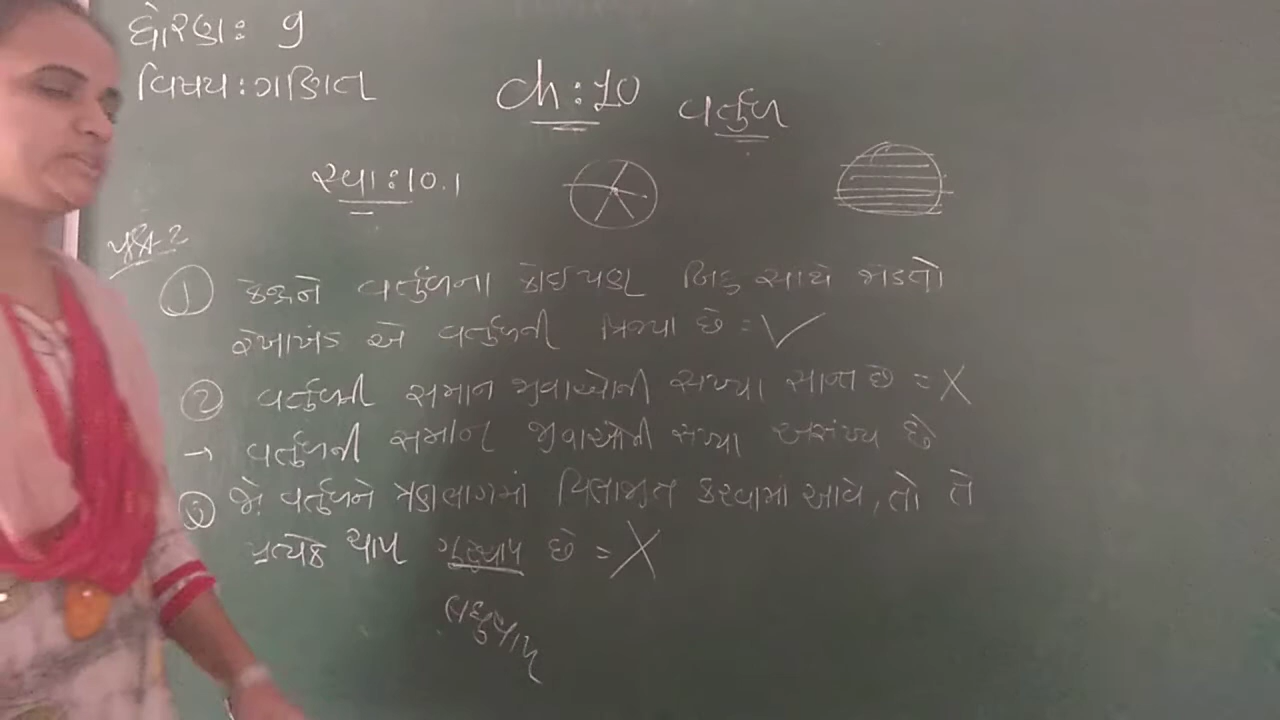 ધોરણ: 9
વિષય: ગણિત
ch: 10 વર્તુળ
સ્વા: 10.1
પ્રશ્ન-2
① કેન્દ્રને વર્તુળના કોઈપણ બિંદુ સાથે જોડતો
રેખાખંડ એ વર્તુળની ત્રિજ્યા છે = ✓
② વર્તુળની સમાન જીવાઓની સંખ્યા સાન્ત છે = X
→ વર્તુળની સમાન જીવાઓની સંખ્યા અસંખ્ય છે
③ જો વર્તુળને ત્રણ ભાગમાં વિભાજીત કરવામાં આવે, તો તે
પ્રત્યેક ચાપ ગુરુચાપ છે = X
લઘુચાપ